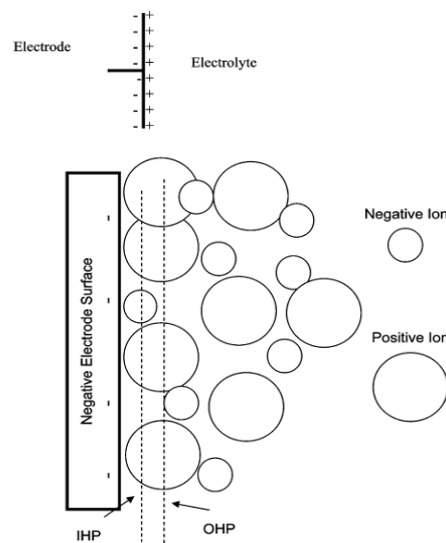 Electrode
Electrolyte
- +
- +
- +
- +
- +
- +
- +
- +
Negative Electrode Surface
-
-
-
-
Negative Ion
Positive Ion
IHP
OHP